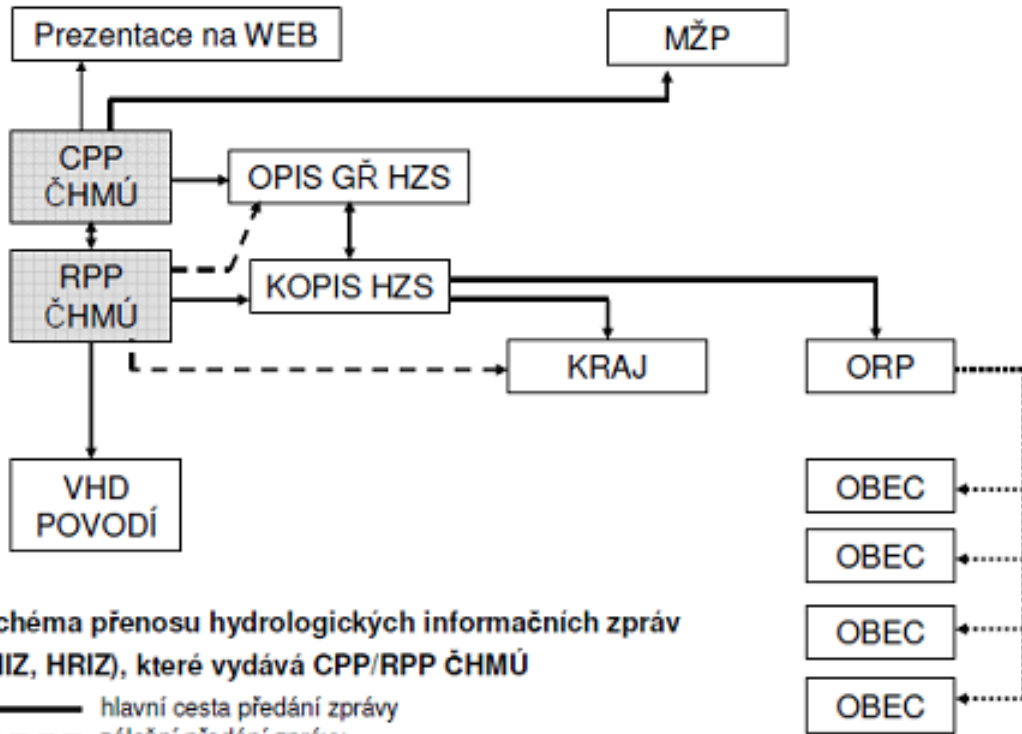 Prezentace na WEB
MŽP
CPP
ČHMÚ
OPIS GŘ HZS
RPP
ČHMÚ
KOPIS HZS
KRAJ
ORP
VHD
POVODÍ
OBEC
OBEC
OBEC
OBEC
chéma přenosu hydrologických informačních zpráv
IIZ, HRIZ), které vydává CPP/RPP ČHMÚ
hlavní cesta předání zprávy